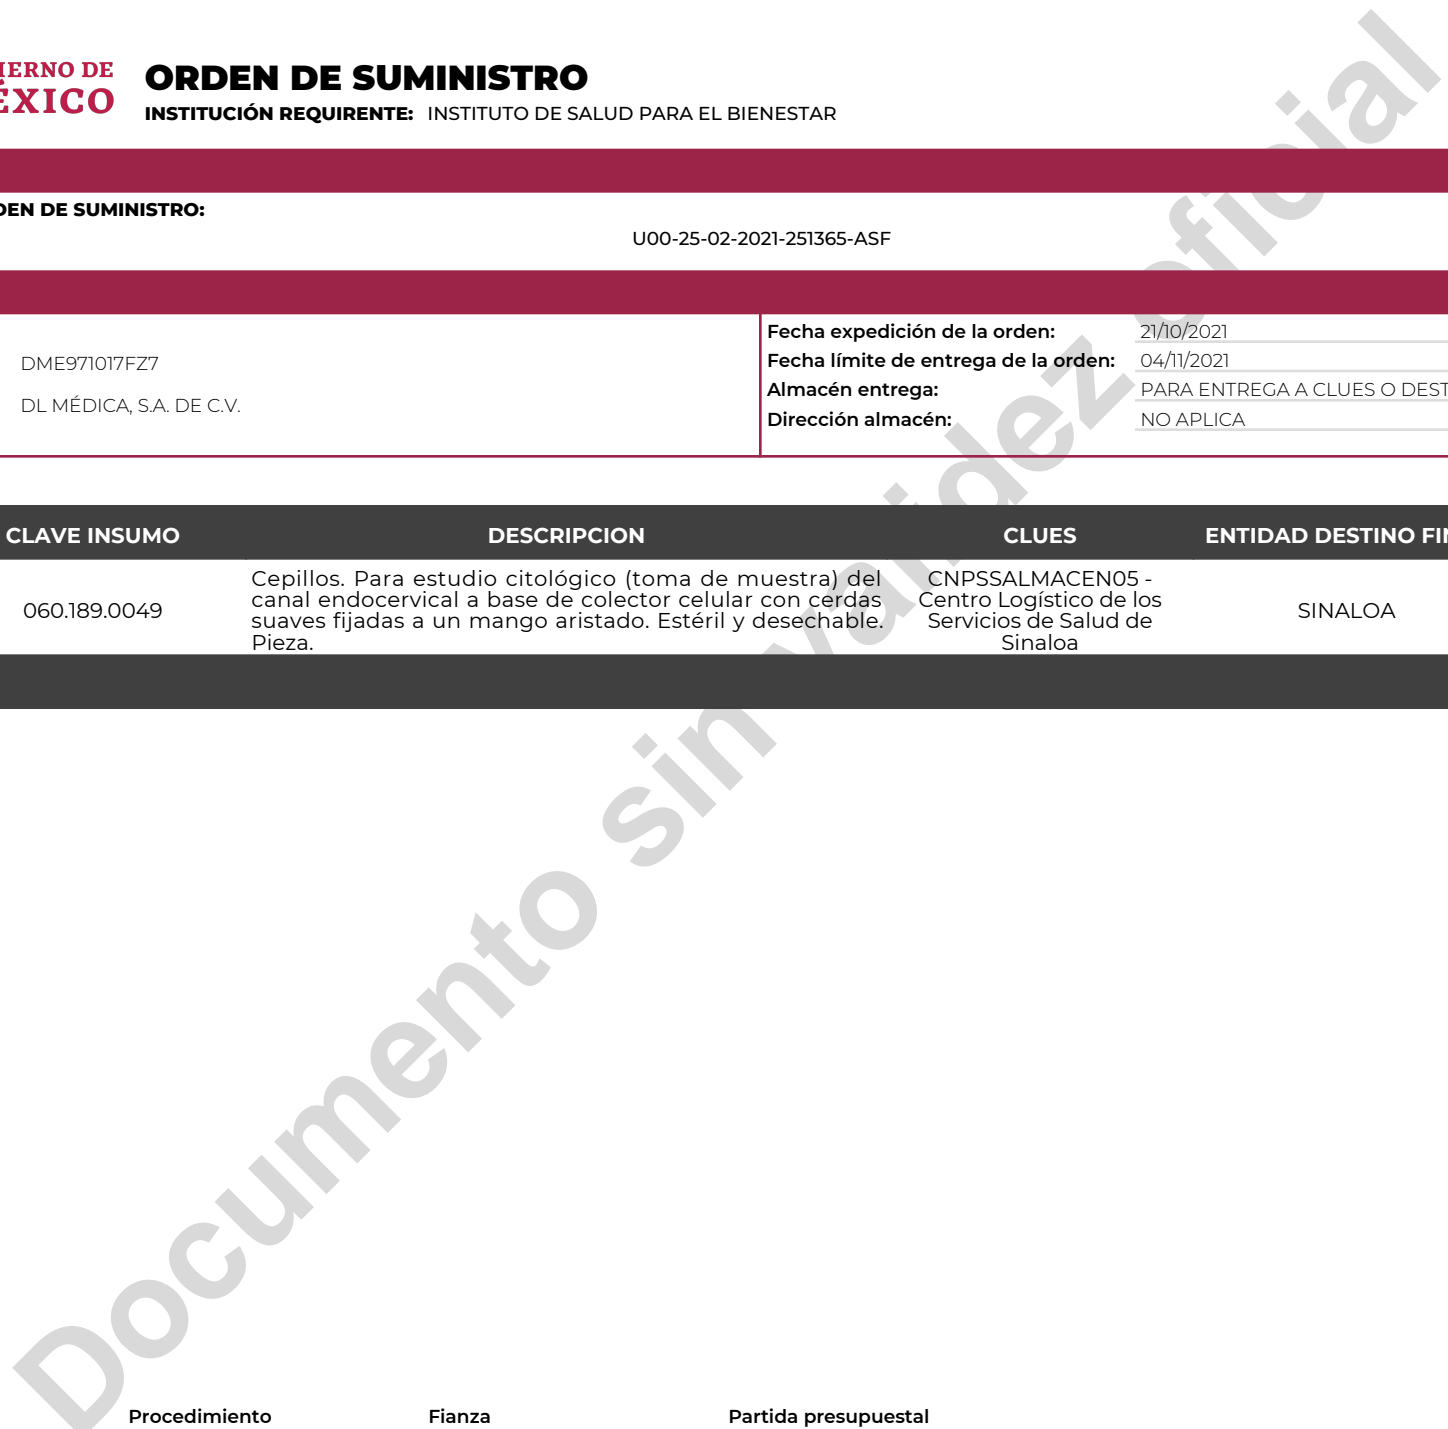 IERNO DE
ÉXICO
ORDEN DE SUMINISTRO
INSTITUCIÓN REQUIRENTE: INSTITUTO DE SALUD PARA EL BIENESTAR
DEN DE SUMINISTRO:
U00-25-02-2021-251365-ASF
DME971017FZ7
DL MÉDICA, S.A. DE C.V.
Fecha expedición de la orden: 21/10/2021
Fecha límite de entrega de la orden: 04/11/2021
Almacén entrega: PARA ENTREGA A CLUES O DEST
Dirección almacén: NO APLICA
CLAVE INSUMO DESCRIPCION CLUES ENTIDAD DESTINO FIN
060.189.0049
Cepillos. Para estudio citológico (toma de muestra) del
canal endocervical a base de colector celular con cerdas
suaves fijadas a un mango aristado. Estéril y desechable.
Pieza.
CNPSSALMACEN05 -
Centro Logístico de los
Servicios de Salud de
Sinaloa
SINALOA
Documento sin validez oficial
Procedimiento Fianza Partida presupuestal